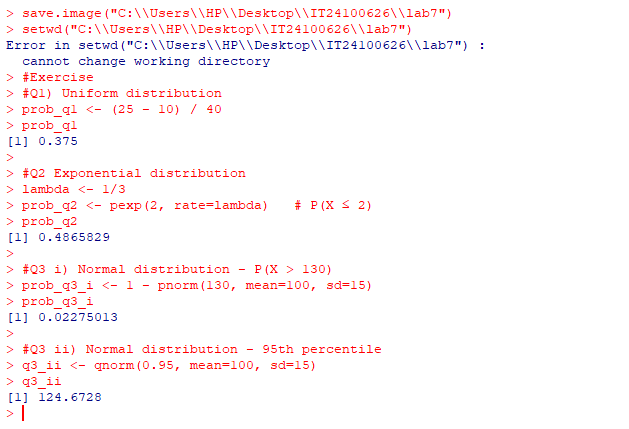 > save.image("C:\\Users\\HP\\Desktop\\IT24100626\\lab7")
> setwd("C:\\Users\\HP\\Desktop\\IT24100626\\lab7")
Error in setwd("C:\\Users\\HP\\Desktop\\IT24100626\\lab7") :
  cannot change working directory
> #Exercise
> #Q1) Uniform distribution
> prob_q1 <- (25 - 10) / 40
> prob_q1
[1] 0.375
>
> #Q2 Exponential distribution
> lambda <- 1/3
> prob_q2 <- pexp(2, rate=lambda)   # P(X ≤ 2)
> prob_q2
[1] 0.4865829
>
> #Q3 i) Normal distribution - P(X > 130)
> prob_q3_i <- 1 - pnorm(130, mean=100, sd=15)
> prob_q3_i
[1] 0.02275013
>
> #Q3 ii) Normal distribution - 95th percentile
> q3_ii <- qnorm(0.95, mean=100, sd=15)
> q3_ii
[1] 124.6728
>